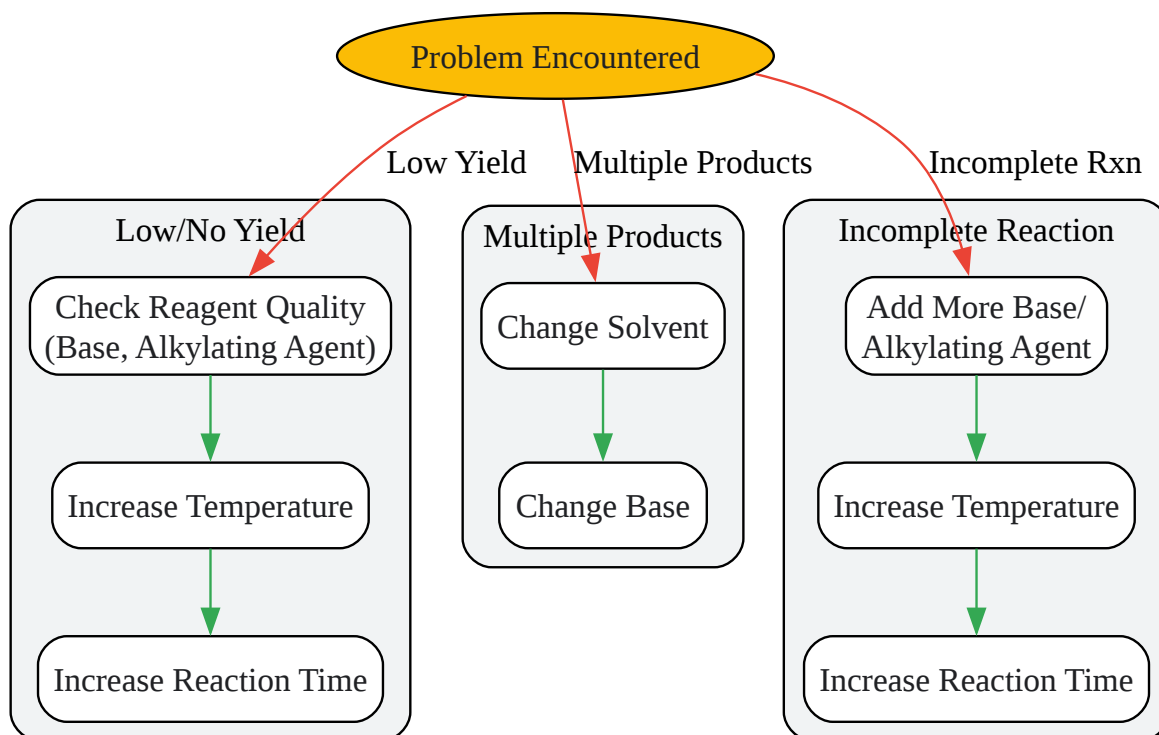 Problem Encountered
Low Yield
Multiple Products
Incomplete Rxn
Low/No Yield
Check Reagent Quality
(Base, Alkylating Agent)
Increase Temperature
Increase Reaction Time
Multiple Products
Change Solvent
Change Base
Incomplete Reaction
Add More Base/
Alkylating Agent
Increase Temperature
Increase Reaction Time